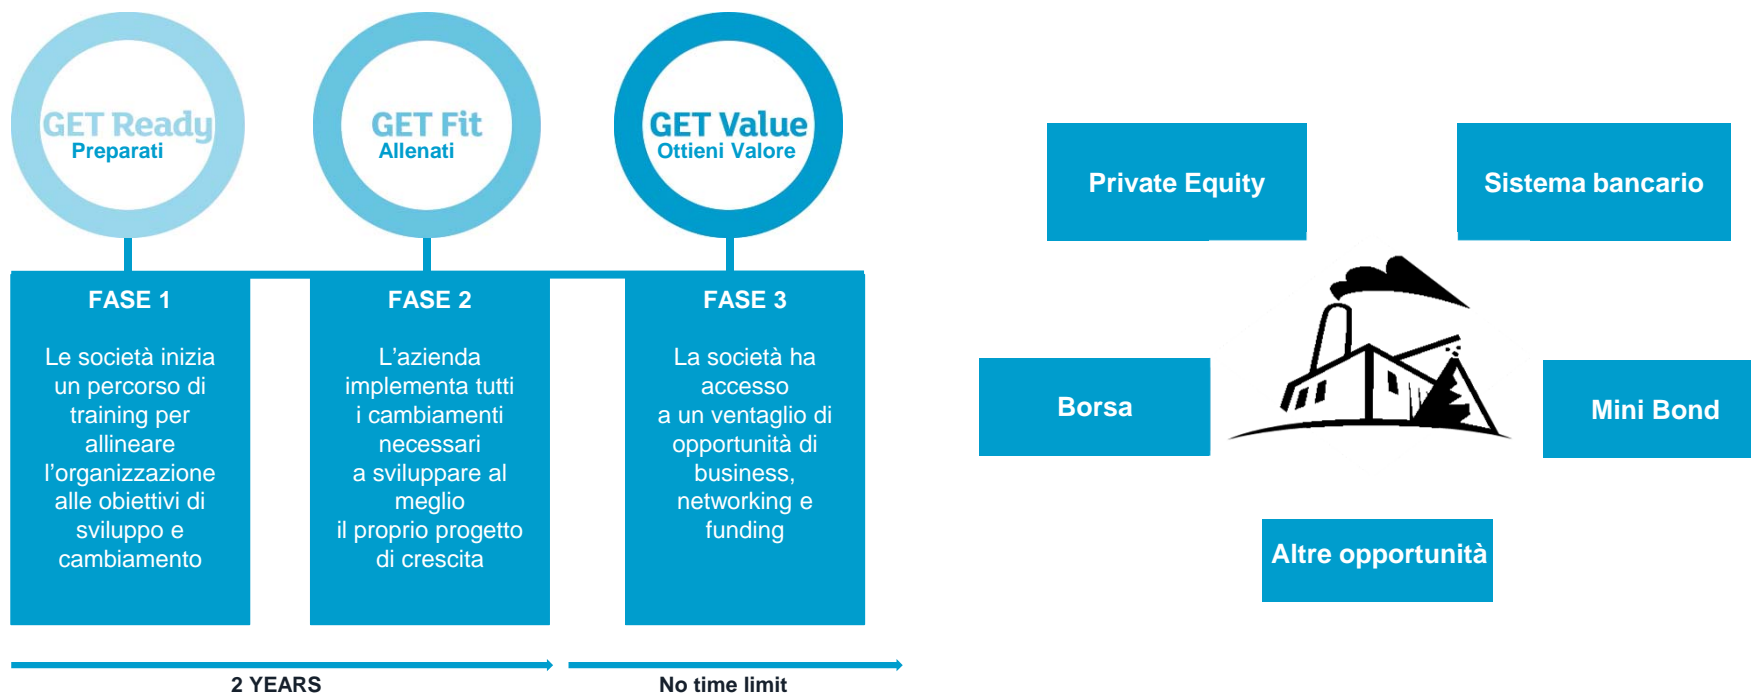 GET Ready
Preparati
GET Fit
Allenati
GET Value
Ottieni Valore
FASE 1
Le società inizia
un percorso di
training per
allineare
l'organizzazione
alle obiettivi di
sviluppo e
cambiamento
FASE 2
L'azienda
implementa tutti
i cambiamenti
necessari
a sviluppare al
meglio
il proprio progetto
di crescita
FASE 3
La società ha
accesso
a un ventaglio di
opportunità di
business,
networking e
funding
2 YEARS
No time limit
Private Equity
Sistema bancario
Borsa
Mini Bond
Altre opportunità